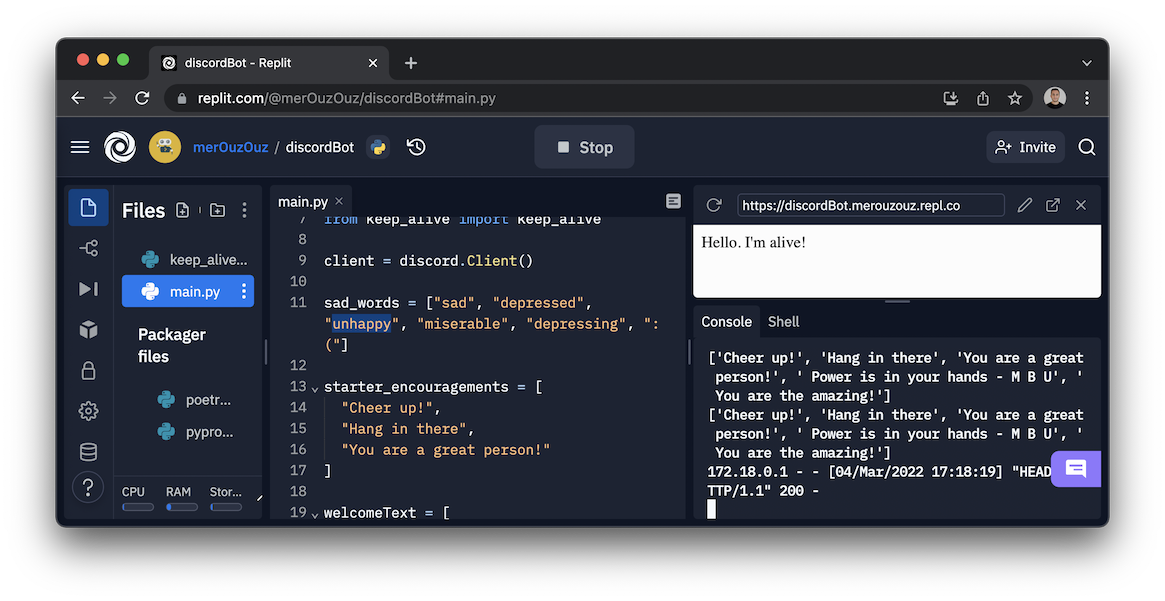 discordBot - Replit
replit.com/@merOuzOuz/discordBot#main.py
merOuzOuz / discordBot
Stop
Invite
Files
keep_alive...
main.py
Packager
files
poetr...
pypro...
CPU RAM Stor...
main.py
7 from keep_alive import keep_alive
8
9 client = discord.Client()
10
11 sad_words = ["sad", "depressed",
"unhappy", "miserable", "depressing", ":
("]
12
13 starter_encouragements = [
14 "Cheer up!",
15 "Hang in there",
16 "You are a great person!"
17 ]
18
19 welcomeText = [
https://discordBot.merouzouz.repl.co
Hello. I'm alive!
Console Shell
['Cheer up!', 'Hang in there', 'You are a great
person!', ' Power is in your hands - M B U', '
You are the amazing!']
['Cheer up!', 'Hang in there', 'You are a great
person!', ' Power is in your hands - M B U', '
You are the amazing!']
172.18.0.1 - - [04/Mar/2022 17:18:19] "HEAD
TTP/1.1" 200 -